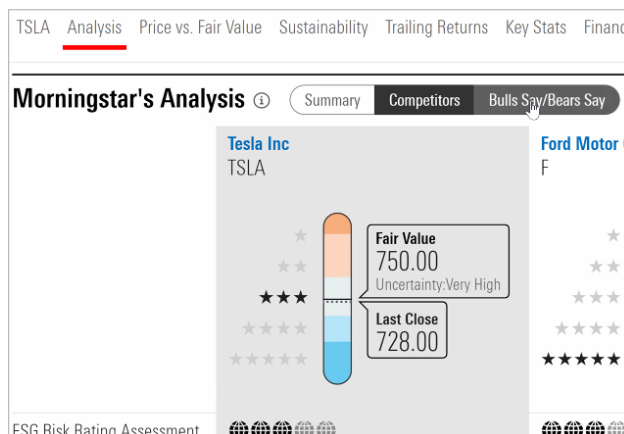 TSLA Analysis Price vs. Fair Value Sustainability Trailing Returns Key Stats Financ
Morningstar's Analysis Summary Competitors Bulls Say/Bears Say
Tesla Inc
TSLA
Ford Motor
F
Fair Value
750.00
Uncertainty:Very High
Last Close
728.00
ESG Risk Rating Assessment